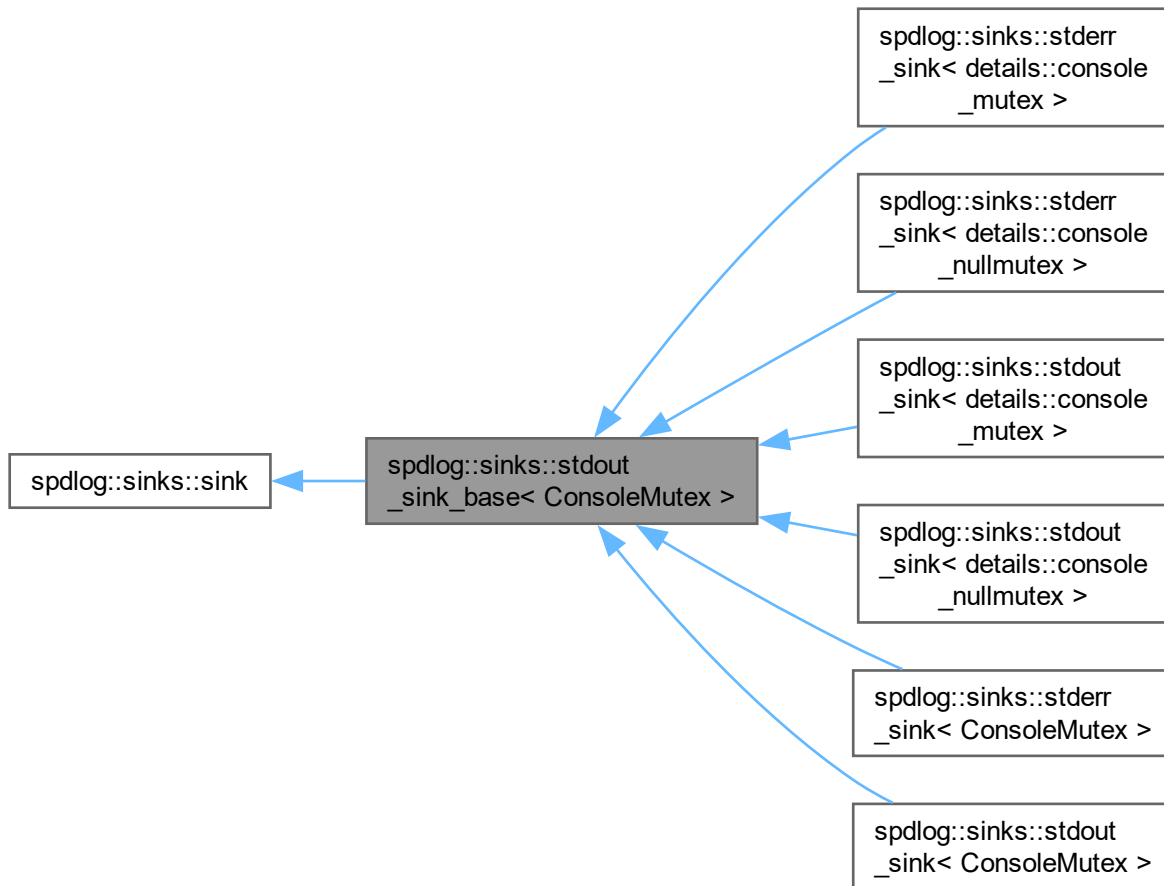 spdlog::sinks::stderr
_sink< details::console
_mutex >
spdlog::sinks::stderr
_sink< details::console
_nullmutex >
spdlog::sinks::stdout
_sink< details::console
_mutex >
spdlog::sinks::sink
spdlog::sinks::stdout
_sink_base< ConsoleMutex >
spdlog::sinks::stdout
_sink< details::console
_nullmutex >
spdlog::sinks::stderr
_sink< ConsoleMutex >
spdlog::sinks::stdout
_sink< ConsoleMutex >